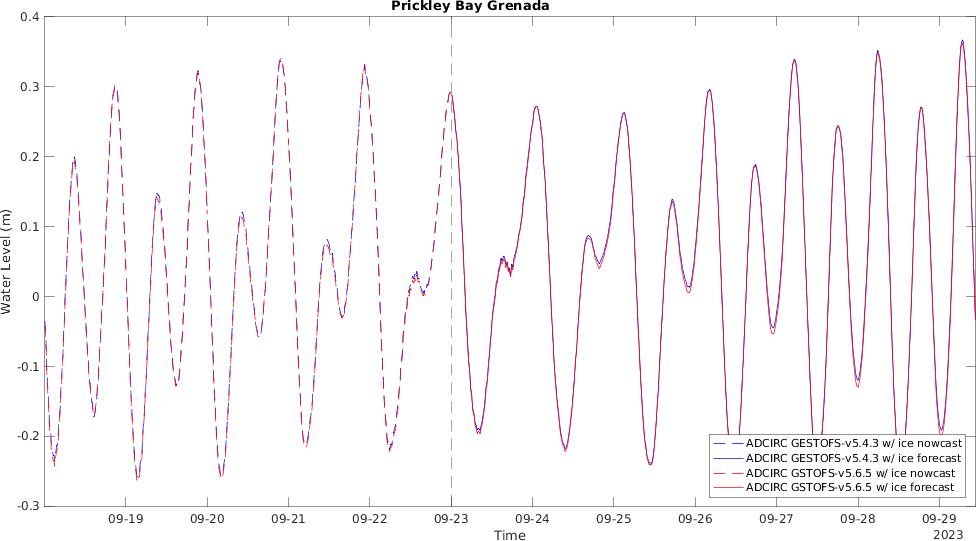 Prickley Bay Grenada
0.4
0.3
0.2
0.1
0
-0.1
-0.2
-0.3
Water Level (m)
ADCIRC GESTOFS-v5.4.3 w/ ice nowcast
ADCIRC GESTOFS-v5.4.3 w/ ice forecast
ADCIRC GSTOFS-v5.6.5 w/ ice nowcast
ADCIRC GSTOFS-v5.6.5 w/ ice forecast
09-19 09-20 09-21 09-22 09-23 09-24 09-25 09-26 09-27 09-28 09-29
Time
2023